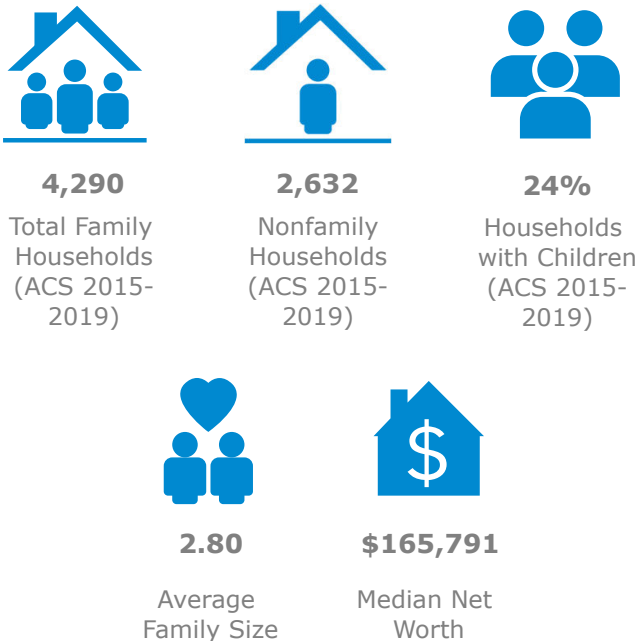 4,290
Total Family
Households
(ACS 2015-
2019)
2,632
Nonfamily
Households
(ACS 2015-
2019)
24%
Households
with Children
(ACS 2015-
2019)
$
2.80
Average
Family Size
$165,791
Median Net
Worth